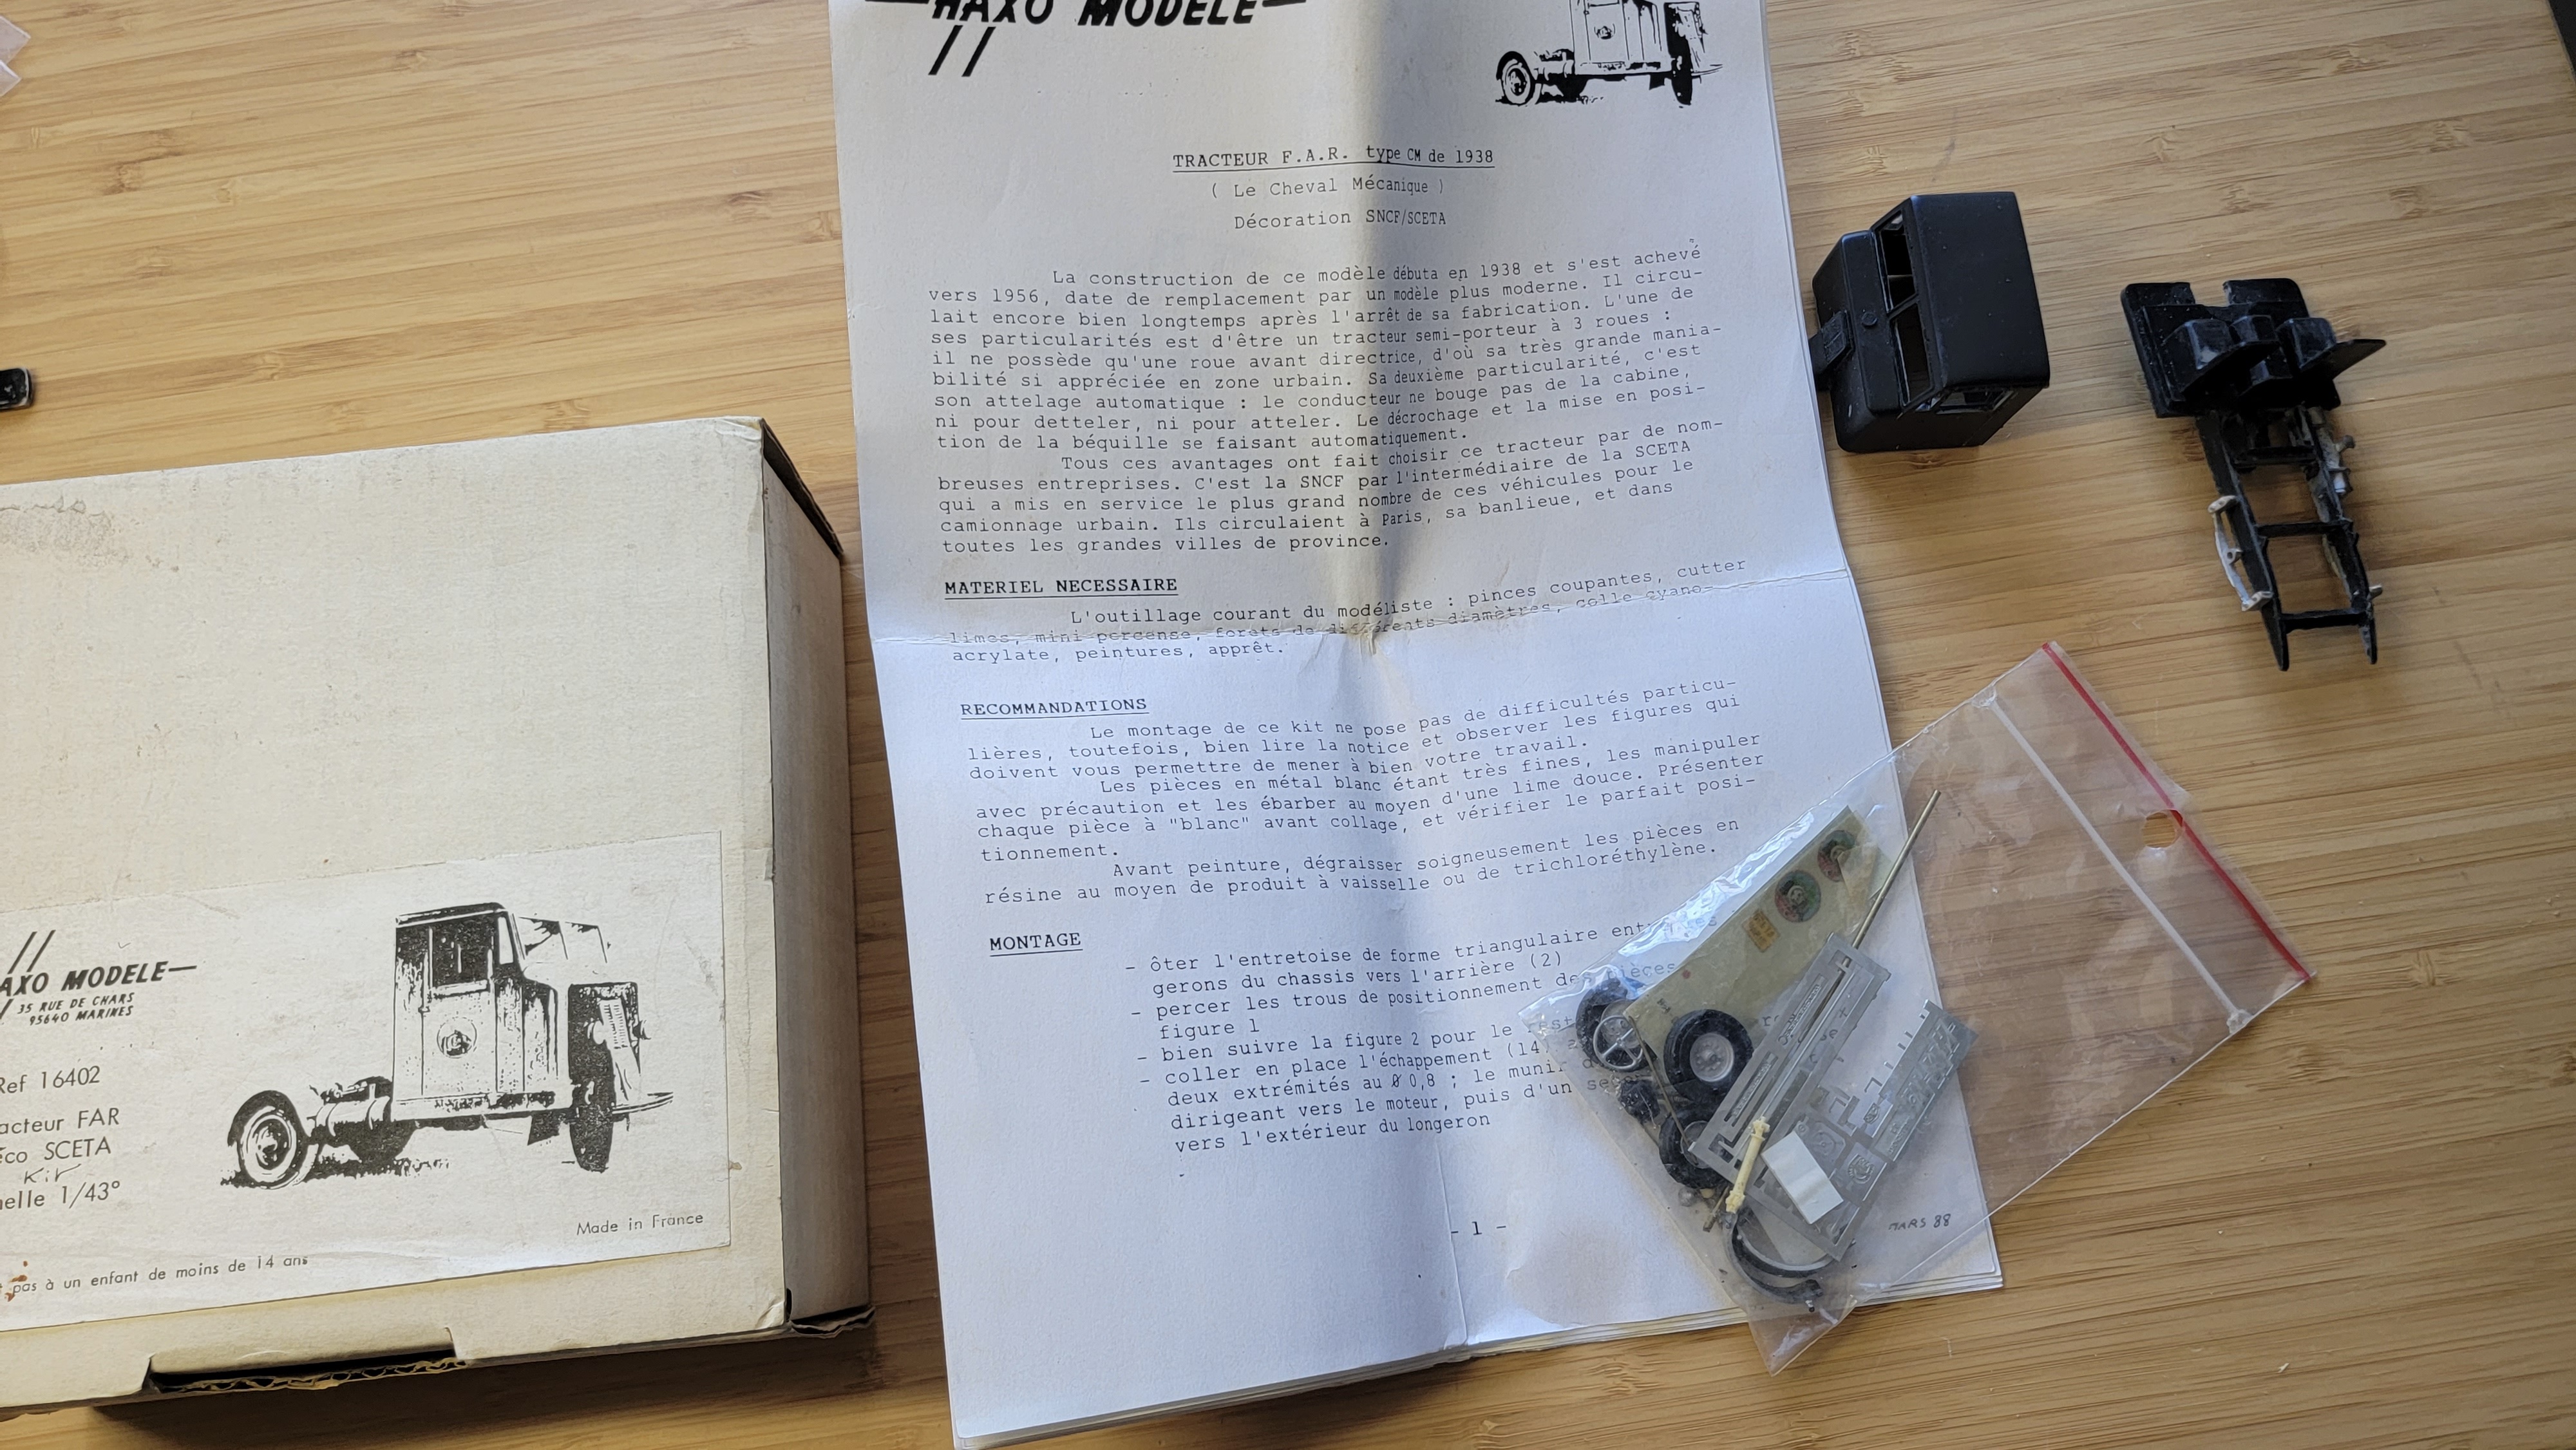 HAXO MODELE
TRACTEUR F.A.R. type CM de 1938
( Le Cheval Mécanique )
Décoration SNCF/SCETA
La construction de ce modèle débuta en 1938 et s'est achevé
vers 1956, date de remplacement par un modèle plus moderne. Il circu-
lait encore bien longtemps après l'arrêt de sa fabrication. L'une de
ses particularités est d'être un tracteur semi-porteur à 3 roues :
il ne possède qu'une roue avant directrice, d'où sa très grande mania-
bilité si appréciée en zone urbain. Sa deuxième particularité, c'est
son attelage automatique : le conducteur ne bouge pas de la cabine,
ni pour detteler, ni pour atteler. Le décrochage et la mise en posi-
tion de la béquille se faisant automatiquement.
Tous ces avantages ont fait choisir ce tracteur par de nom-
breuses entreprises. C'est la SNCF par l'intermédiaire de la SCETA
qui a mis en service le plus grand nombre de ces véhicules pour le
camionnage urbain. Ils circulaient à Paris, sa banlieue, et dans
toutes les grandes villes de province.
MATERIEL NECESSAIRE
L'outillage courant du modéliste : pinces coupantes, cutter
limes, mini percense, forets de différents diamètres, colle cyano-
acrylate, peintures, apprêt.
RECOMMANDATIONS
Le montage de ce kit ne pose pas de difficultés particu-
lières, toutefois, bien lire la notice et observer les figures qui
doivent vous permettre de mener à bien votre travail.
Les pièces en métal blanc étant très fines, les manipuler
avec précaution et les ébarber au moyen d'une lime douce. Présenter
chaque pièce à "blanc" avant collage, et vérifier le parfait posi-
tionnement.
Avant peinture, dégraisser soigneusement les pièces en
résine au moyen de produit à vaisselle ou de trichloréthylène.
MONTAGE
- ôter l'entretoise de forme triangulaire
gerons du chassis vers l'arrière (2)
- percer les trous de positionnement des pièces
figure 1
- bien suivre la figure 2 pour le
- coller en place l'échappement (14)
deux extrémités au Ø 0,8 ; le munir d'un
dirigeant vers le moteur, puis d'un
vers l'extérieur du longeron
-
- 1 -
MARS 88
AXO MODELE
35 RUE DE CHARS
95640 MARINES
Ref 16402
acteur FAR
éco SCETA
Kit
helle 1/43°
Made in France
pas à un enfant de moins de 14 ans